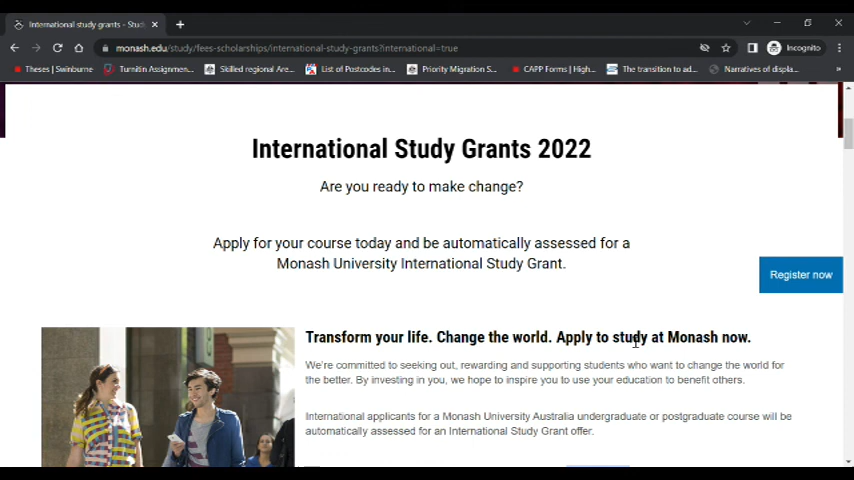 International study grants - Stud
monash.edu/study/fees-scholarships/international-study-grants?international=true
Incognito
Theses | Swinburne
Turnitin Assignmen...
Skilled regional Are...
List of Postcodes in...
Priority Migration S...
CAPP Forms | High...
The transition to ad...
Narratives of displa...
»
International Study Grants 2022
Are you ready to make change?
Apply for your course today and be automatically assessed for a
Monash University International Study Grant.
Register now
Transform your life. Change the world. Apply to study at Monash now.
We're committed to seeking out, rewarding and supporting students who want to change the world for
the better. By investing in you, we hope to inspire you to use your education to benefit others.
International applicants for a Monash University Australia undergraduate or postgraduate course will be
automatically assessed for an International Study Grant offer.